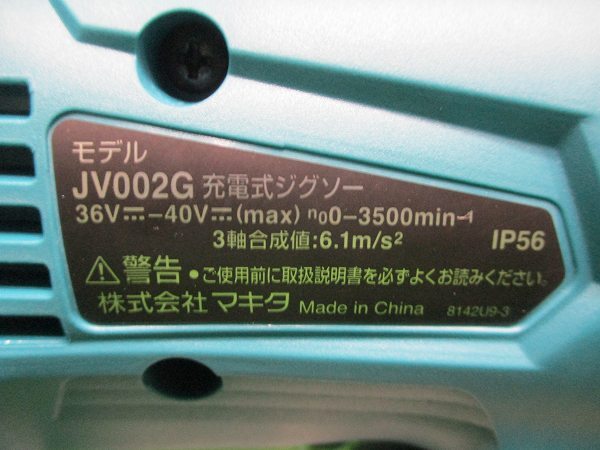 モデル
JV002G 充電式ジグソー
36V⎓-40V⎓(max) n₀0-3500min⁻¹
3軸合成値:6.1m/s² IP56
⚠警告 •ご使用前に取扱説明書を必ずよくお読みください。
株式会社 マキタ Made in China 8142U9-3